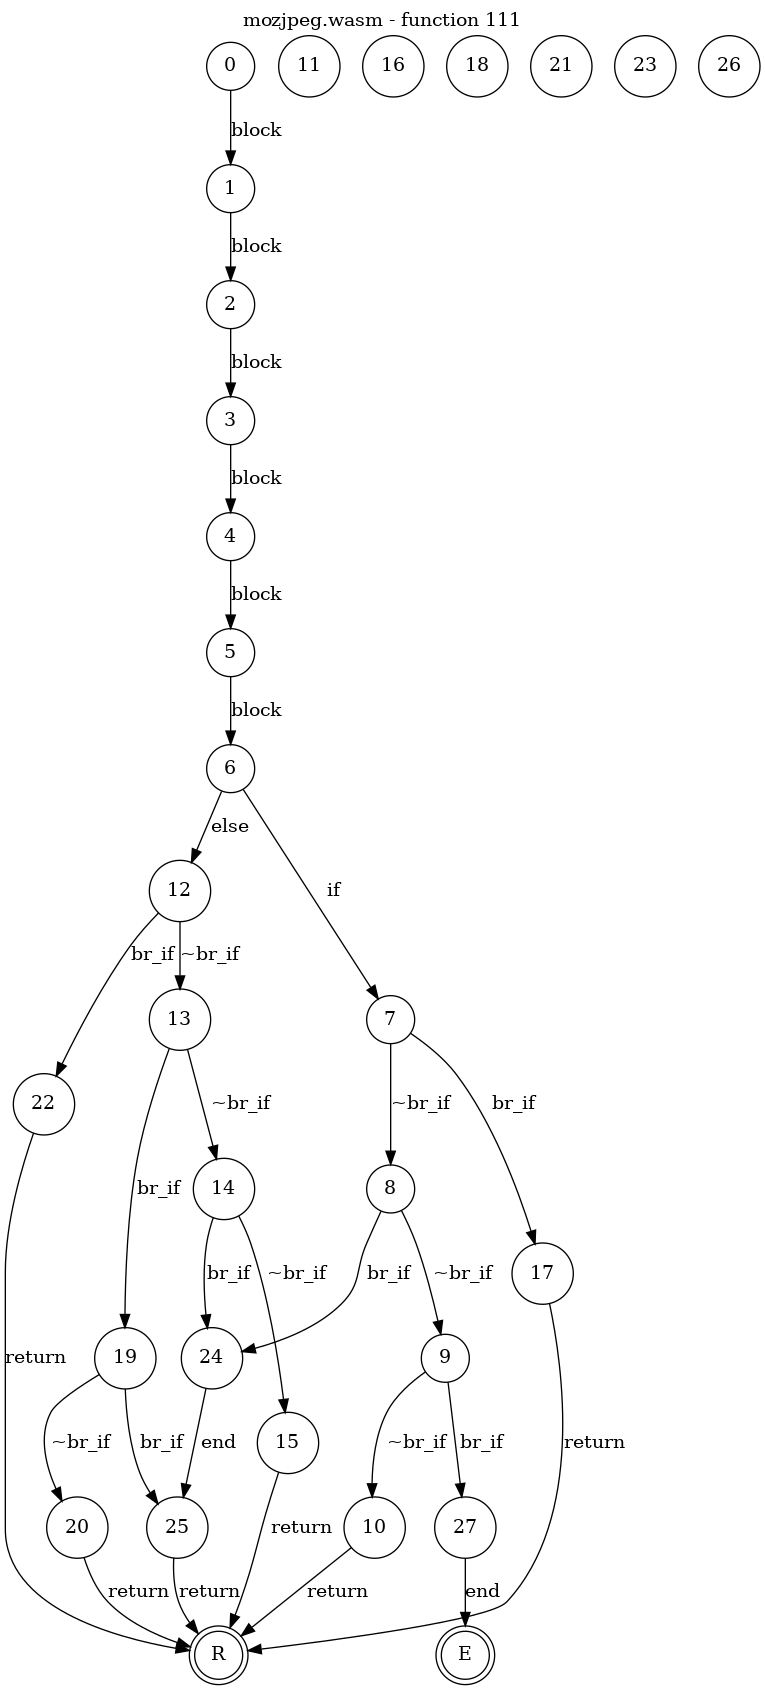 mozjpeg.wasm - function 111
0 11 16 18 21 23 26
block
1
block
2
block
3
block
4
block
5
block
6
else
12 if
br_if ~br_if
13 7
22 ~br_if ~br_if br_if
br_if 14 8
br_if ~br_if br_if ~br_if 17
return 19 24 9
~br_if br_if end 15 ~br_if br_if return
20 25 10 27
return return return return end
R E